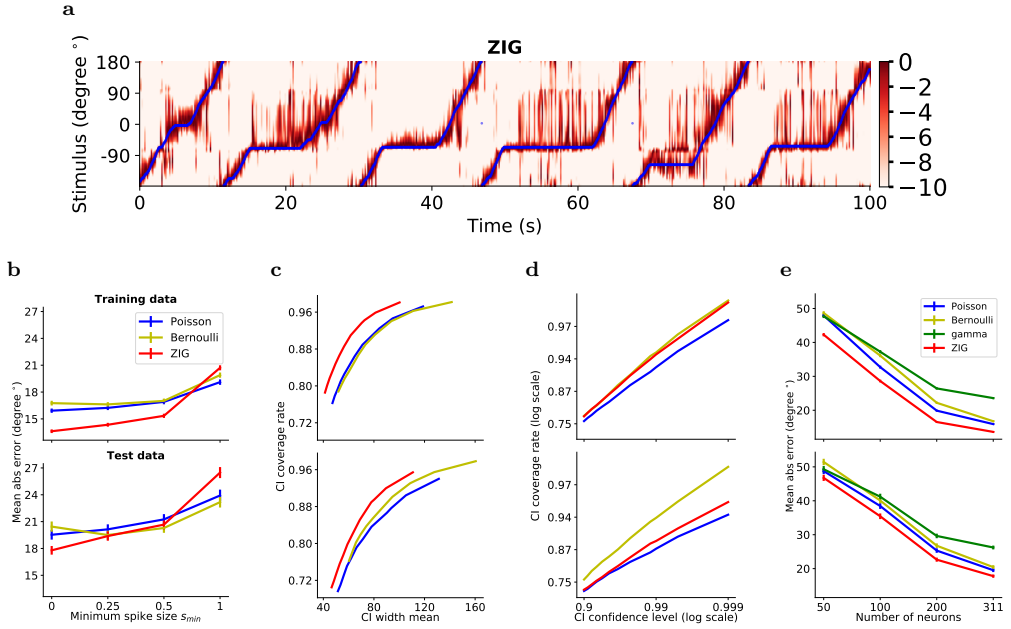 a
ZIG
Stimulus (degree °)
180
90
0
-90
0
20
40
60
80
100
Time (s)
0
−2
−4
−6
−8
−10
b
Training data
Mean abs error (degree °)
27
24
21
18
15
Poisson
Bernoulli
ZIG
Test data
27
24
21
18
15
0
0.25
0.5
1
Minimum spike size s_min
c
CI coverage rate
0.96
0.88
0.80
0.72
0.96
0.88
0.80
0.72
40
80
120
160
CI width mean
d
CI coverage rate (log scale)
0.97
0.94
0.87
0.75
0.97
0.94
0.87
0.75
0.9
0.99
0.999
CI confidence level (log scale)
e
Mean abs error (degree °)
50
40
30
20
Poisson
Bernoulli
gamma
ZIG
50
40
30
20
50
100
200
311
Number of neurons